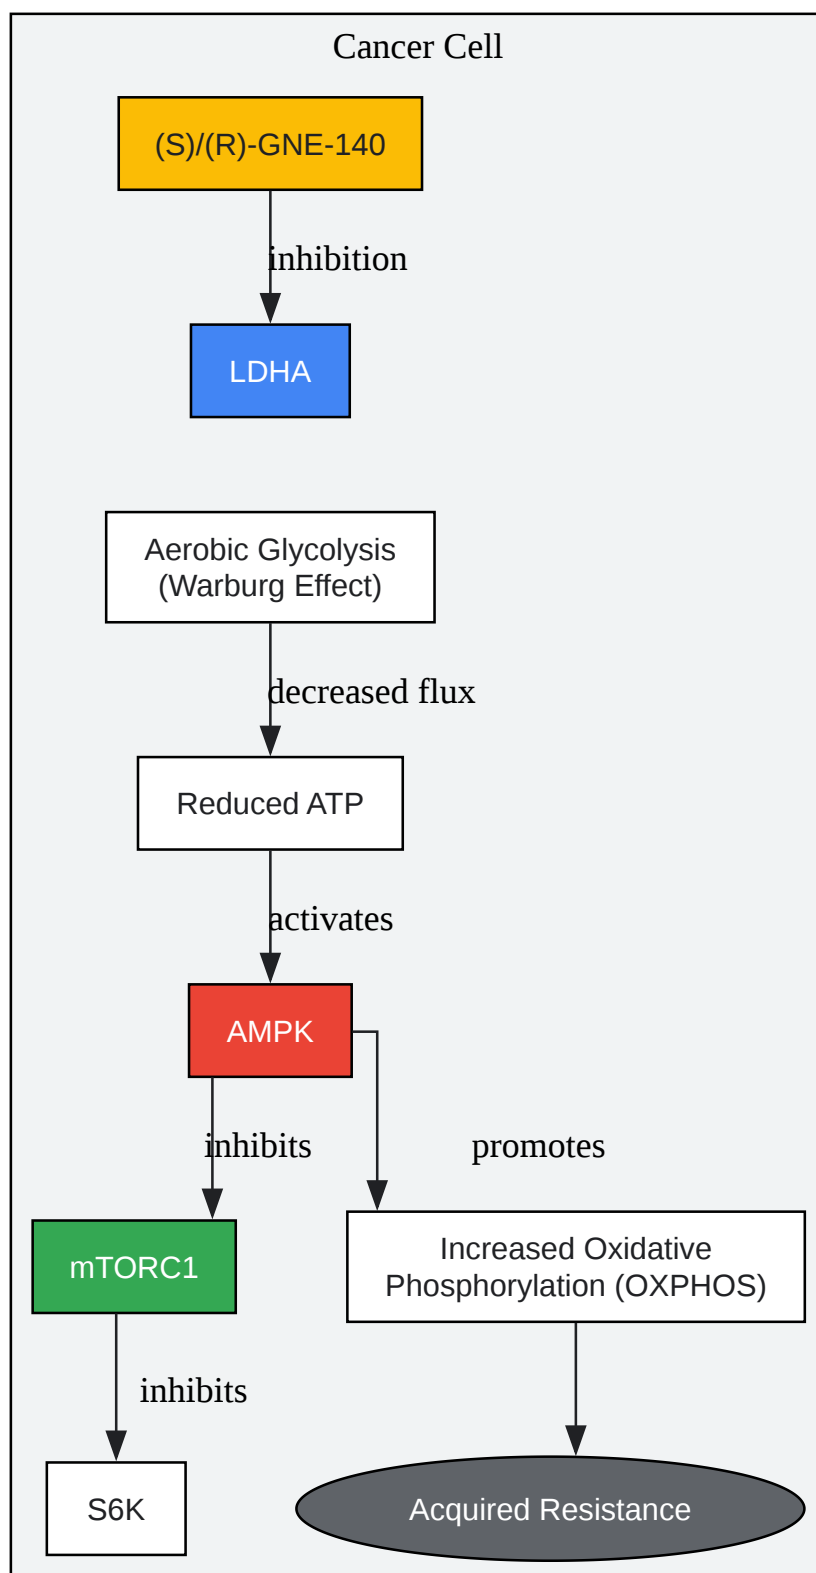 Cancer Cell
(S)/(R)-GNE-140
inhibition
LDHA
Aerobic Glycolysis
(Warburg Effect)
decreased flux
Reduced ATP
activates
AMPK
inhibits
promotes
mTORC1
Increased Oxidative
Phosphorylation (OXPHOS)
inhibits
S6K
Acquired Resistance